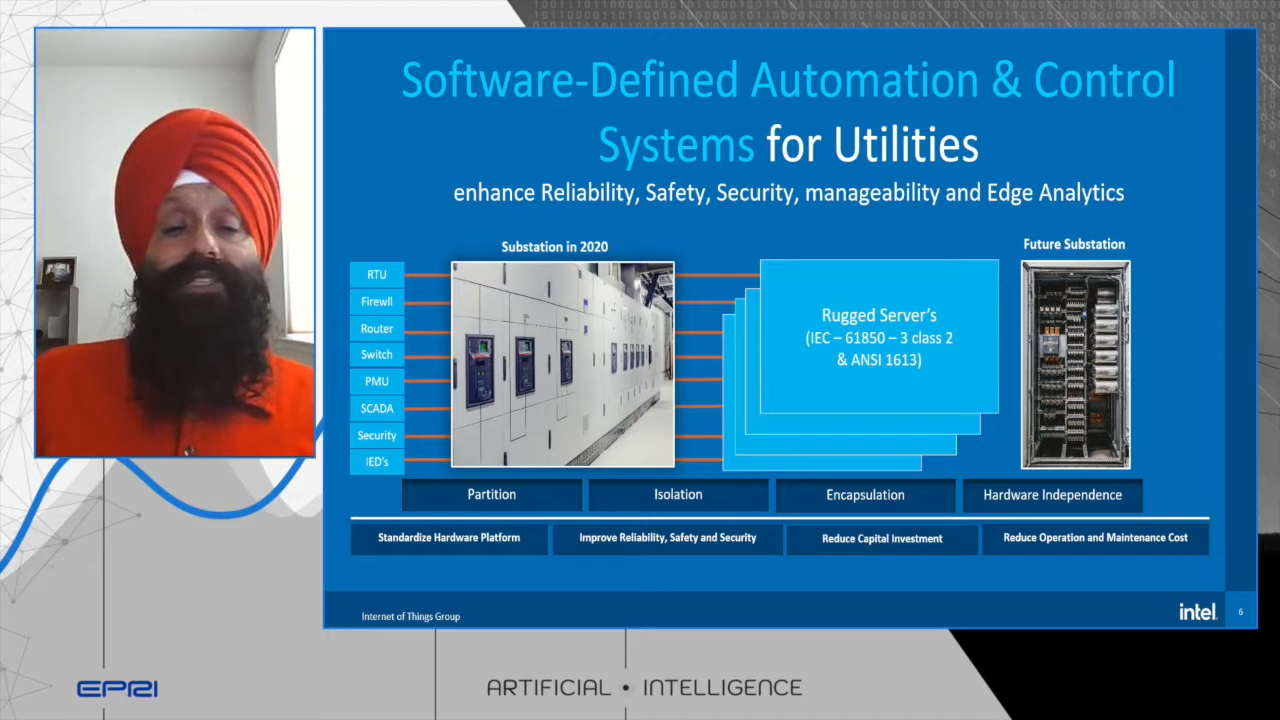 Software-Defined Automation & Control
Systems for Utilities
enhance Reliability, Safety, Security, manageability and Edge Analytics
Substation in 2020
Future Substation
RTU
Firewll
Router
Switch
PMU
SCADA
Security
IED's
Rugged Server's
(IEC – 61850 – 3 class 2
& ANSI 1613)
Partition
Isolation
Encapsulation
Hardware Independence
Standardize Hardware Platform
Improve Reliability, Safety and Security
Reduce Capital Investment
Reduce Operation and Maintenance Cost
Internet of Things Group
intel.
6
EPRI
ARTIFICIAL • INTELLIGENCE